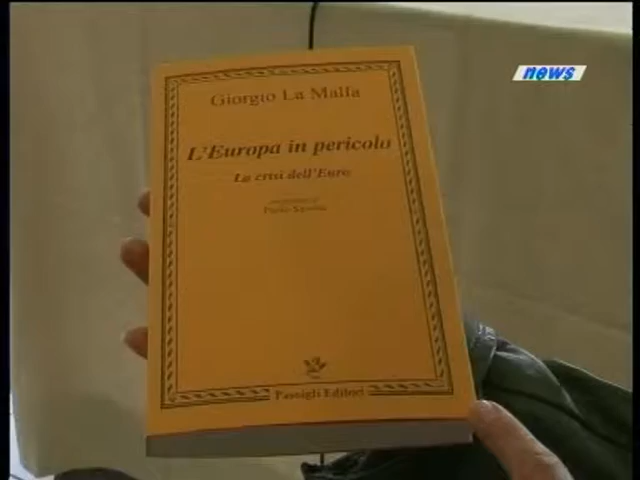 news
Giorgio La Malfa
L'Europa in pericolo
La crisi dell'Euro
Passigli Editori